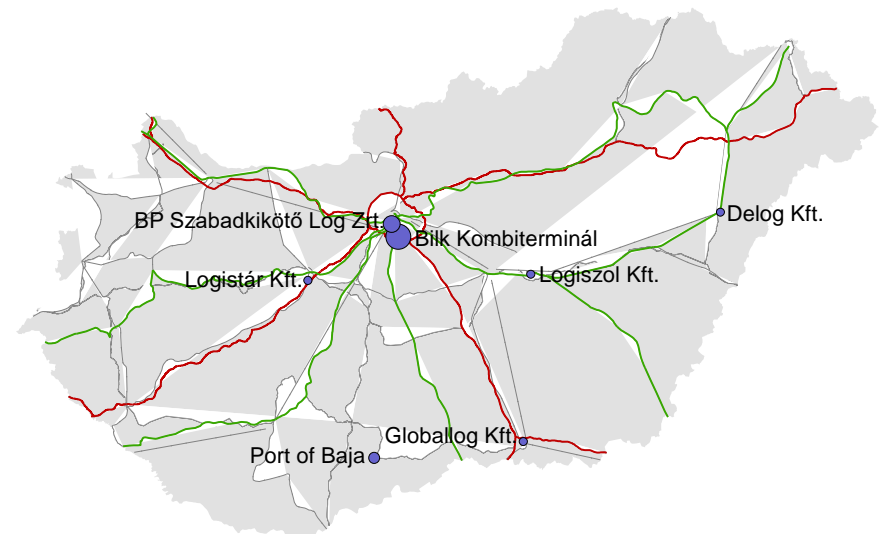 Delog Kft.
BP Szabadkikötő Log Zrt.
Bilk Kombiterminál
Logistár Kft.
Logiszol Kft.
Globallog Kft.
Port of Baja